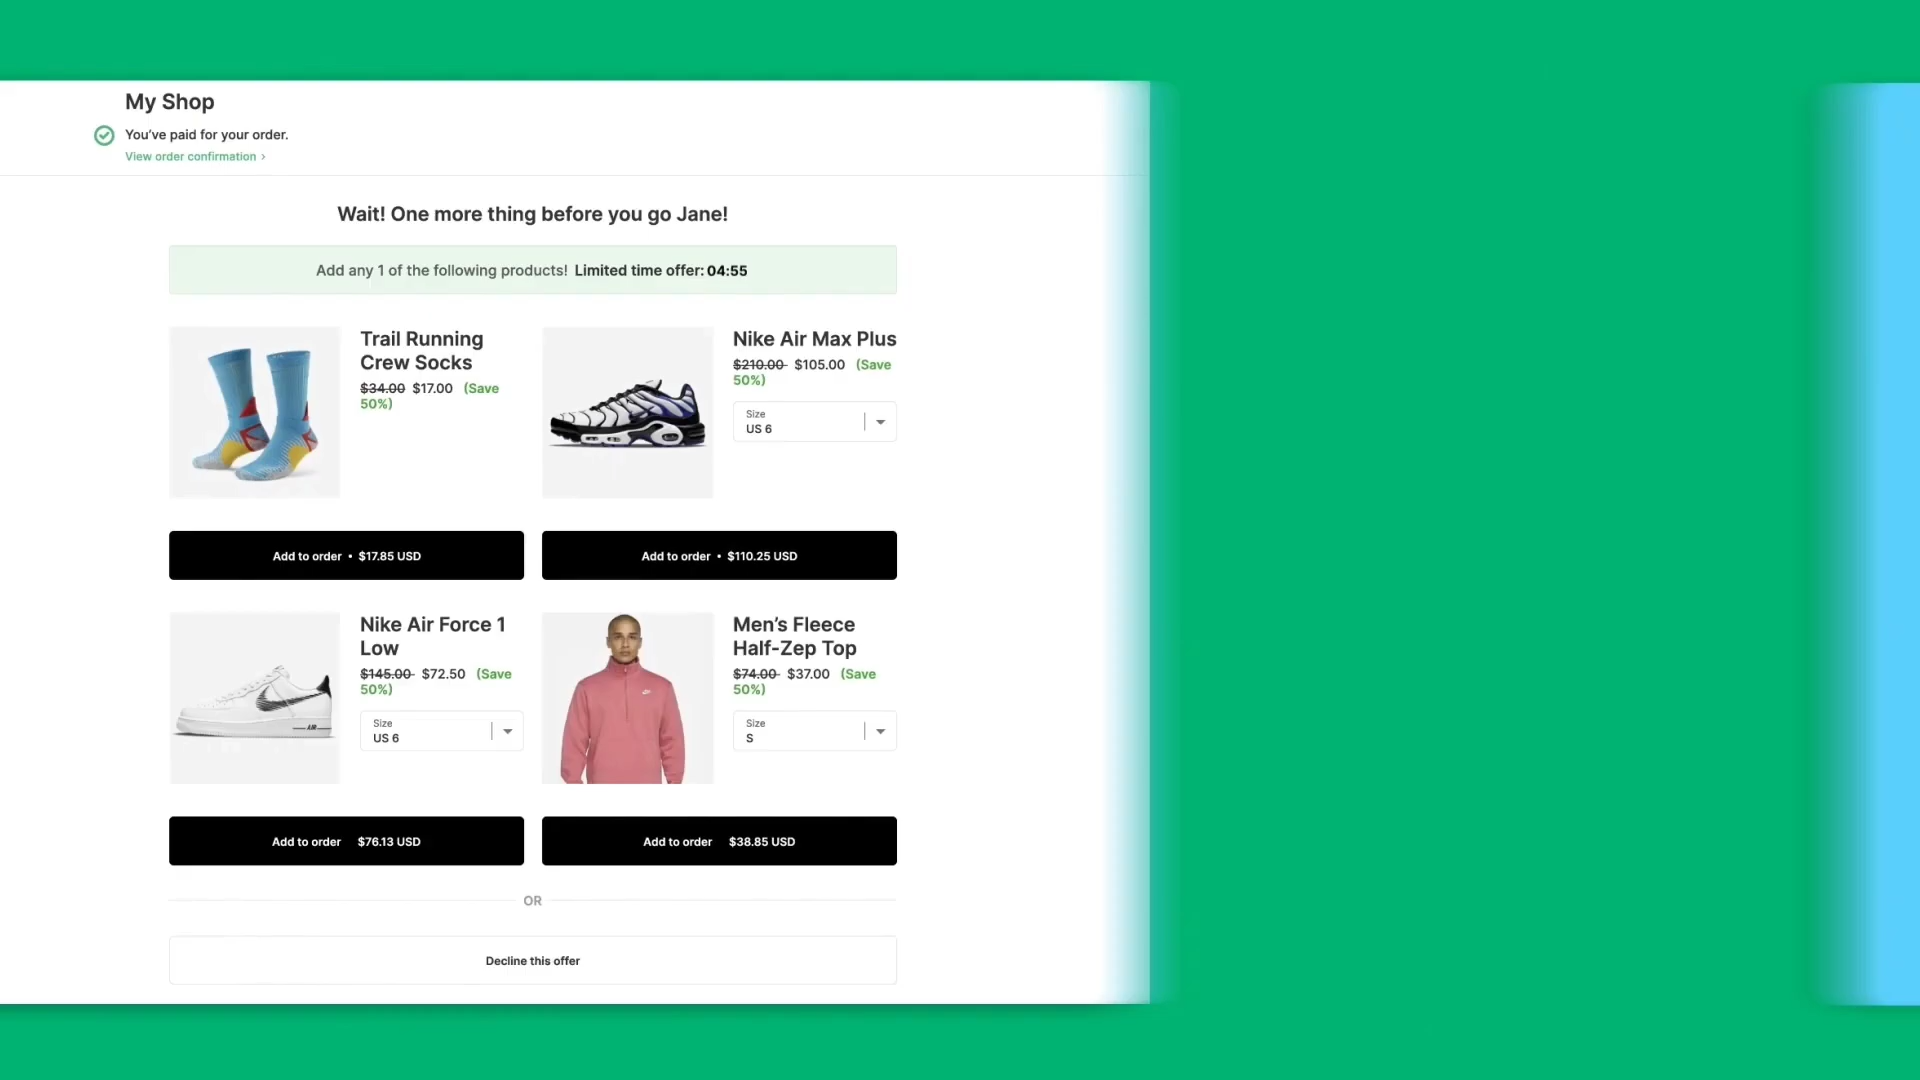 My Shop
You’ve paid for your order.
View order confirmation ›
Wait! One more thing before you go Jane!
Add any 1 of the following products! Limited time offer: 04:55
Trail Running
Crew Socks
$34.00 $17.00 (Save
50%)
Nike Air Max Plus
$210.00 $105.00 (Save
50%)
Size
US 6
Add to order • $17.85 USD
Add to order • $110.25 USD
Nike Air Force 1
Low
$145.00 $72.50 (Save
50%)
Size
US 6
Men’s Fleece
Half-Zep Top
$74.00 $37.00 (Save
50%)
Size
S
Add to order $76.13 USD
Add to order $38.85 USD
OR
Decline this offer